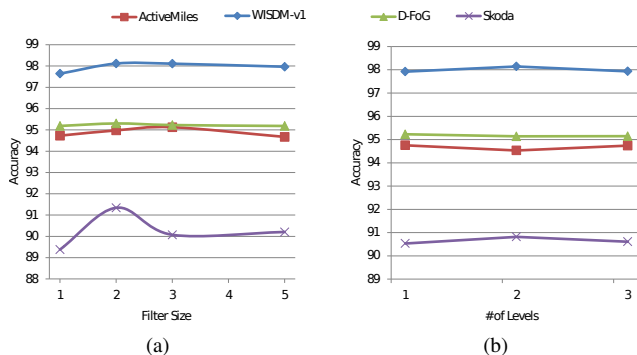 ActiveMiles WISDM-v1 D-FoG Skoda
99
98
97
96
95
94
93
92
91
90
89
88
Accuracy
1 2 3 4 5
Filter Size
(a)
99
98
97
96
95
94
93
92
91
90
89
Accuracy
1 2 3
#of Levels
(b)